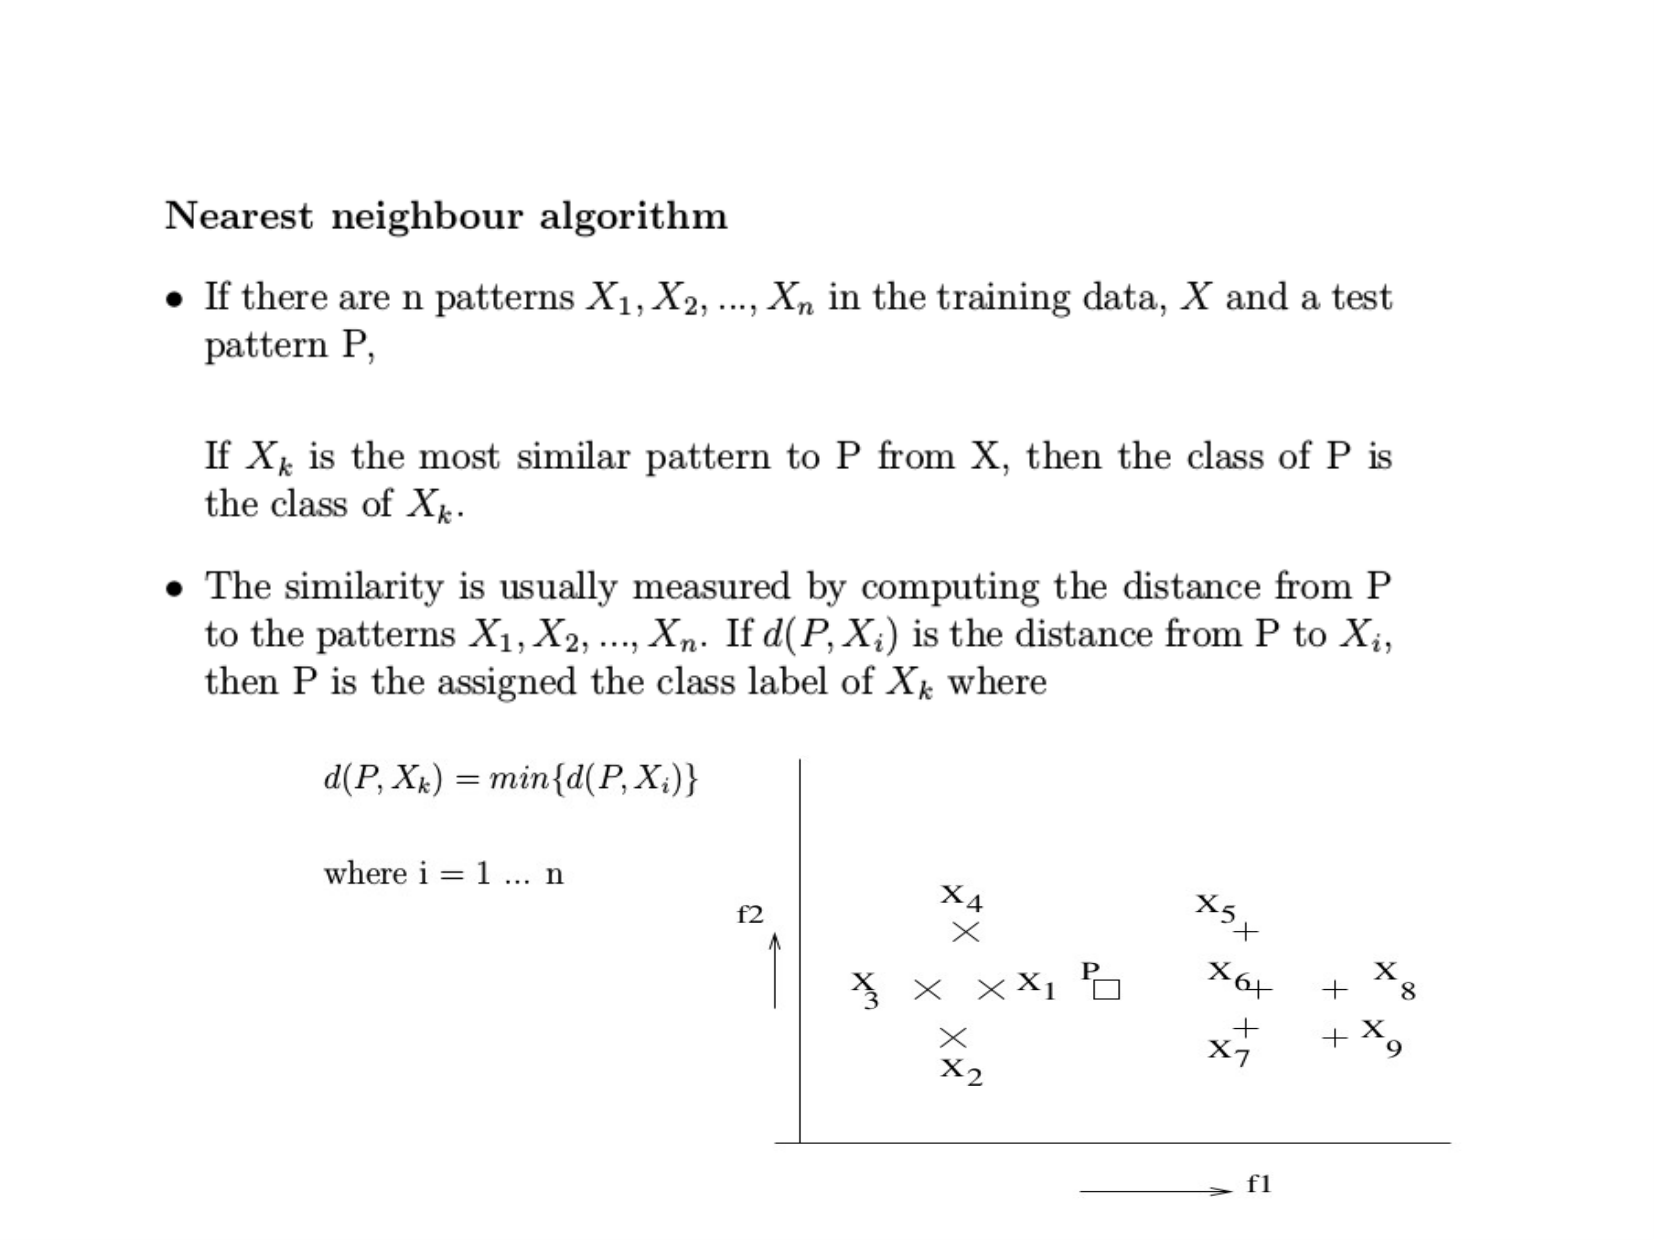 Nearest neighbour algorithm
• If there are n patterns X₁, X₂, ..., Xₙ in the training data, X and a test
pattern P,
If Xₖ is the most similar pattern to P from X, then the class of P is
the class of Xₖ.
• The similarity is usually measured by computing the distance from P
to the patterns X₁, X₂, ..., Xₙ. If d(P, Xᵢ) is the distance from P to Xᵢ,
then P is the assigned the class label of Xₖ where
d(P, Xₖ) = min{d(P, Xᵢ)}
where i = 1 ... n
f2
X₄
X₅
X₃
X₁
P
X₆
X₈
X₂
X₇
X₉
f1